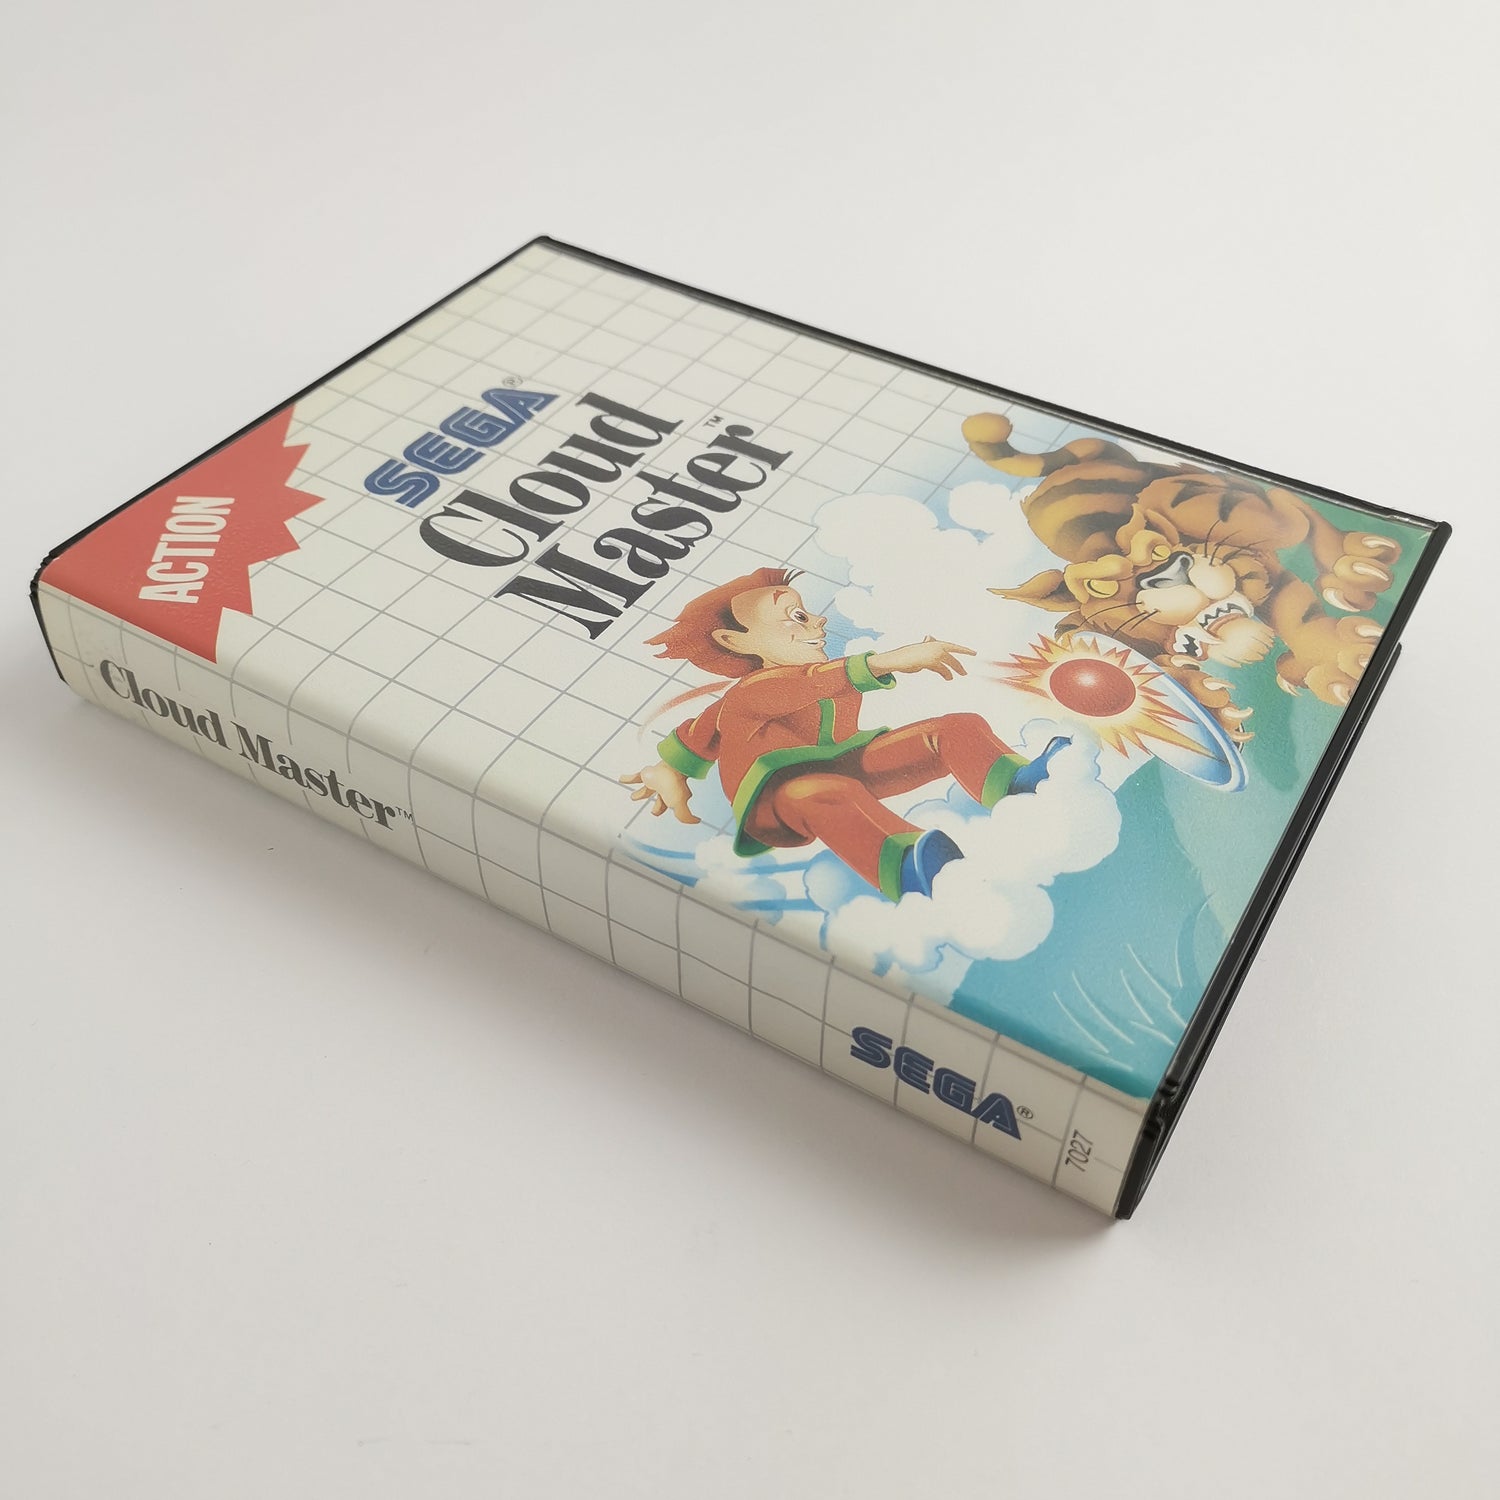 ACTION
SEGA®
Cloud
Master™
Cloud Master™
SEGA®
7027